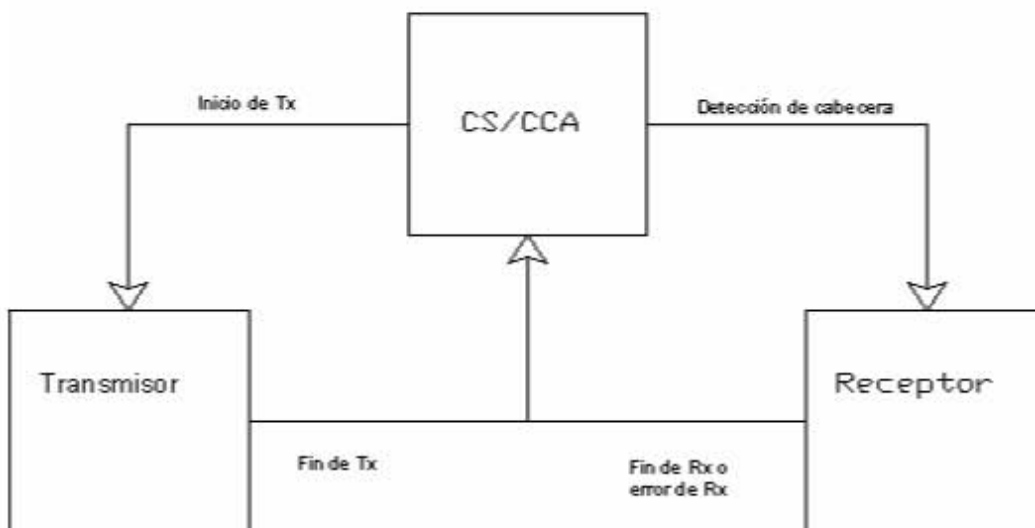 Inicio de Tx
CS/CCA
Detección de cabecera
Transmisor
Receptor
Fin de Tx
Fin de Rx o
error de Rx